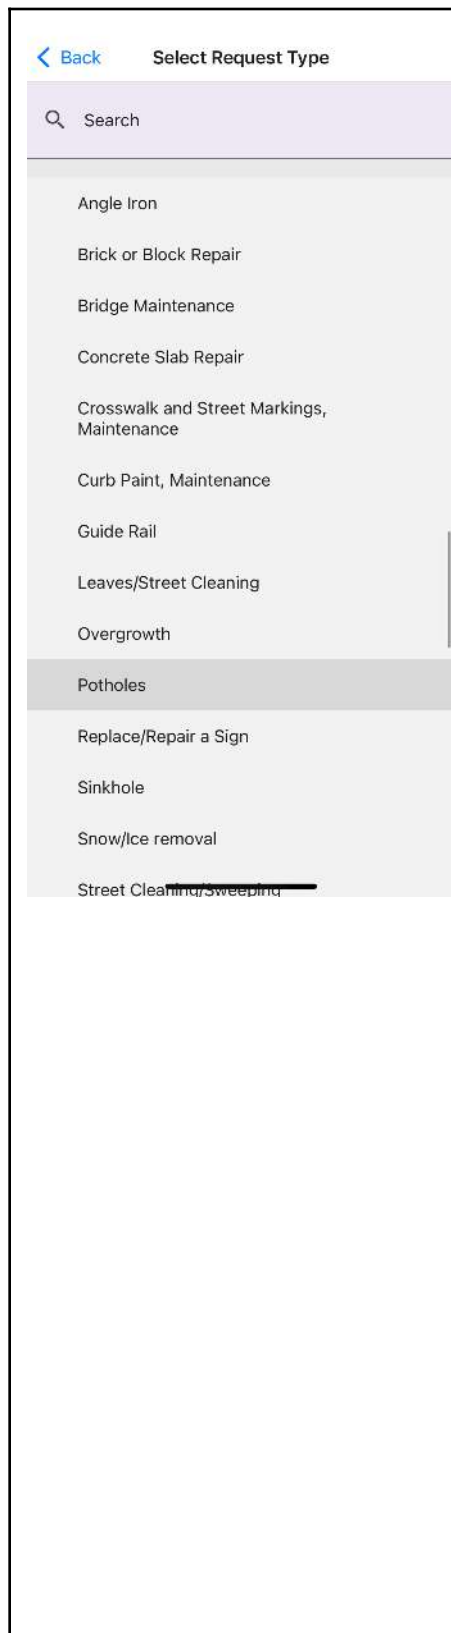 Back
Select Request Type
Search
Angle Iron
Brick or Block Repair
Bridge Maintenance
Concrete Slab Repair
Crosswalk and Street Markings,
Maintenance
Curb Paint, Maintenance
Guide Rail
Leaves/Street Cleaning
Overgrowth
Potholes
Replace/Repair a Sign
Sinkhole
Snow/Ice removal
Street Cleaning/Sweeping